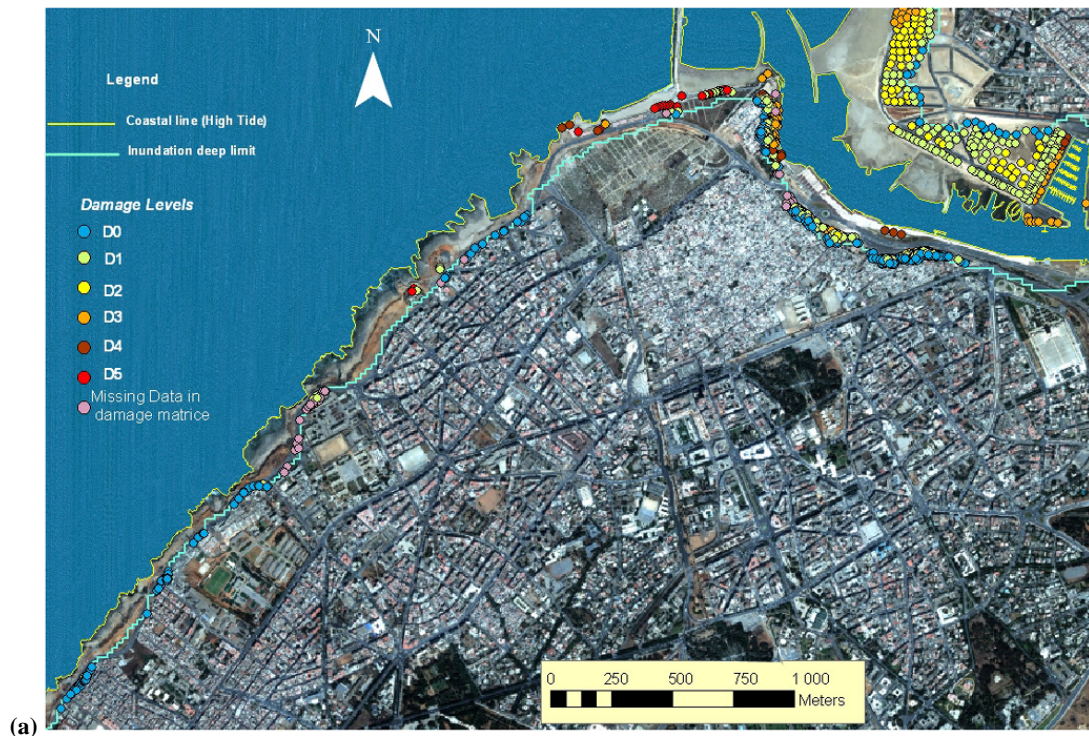 N
Legend
Coastal line (High Tide)
Inundation deep limit
Damage Levels
D0
D1
D2
D3
D4
D5
Missing Data in
damage matrice
0 250 500 750 1 000
Meters
(a)